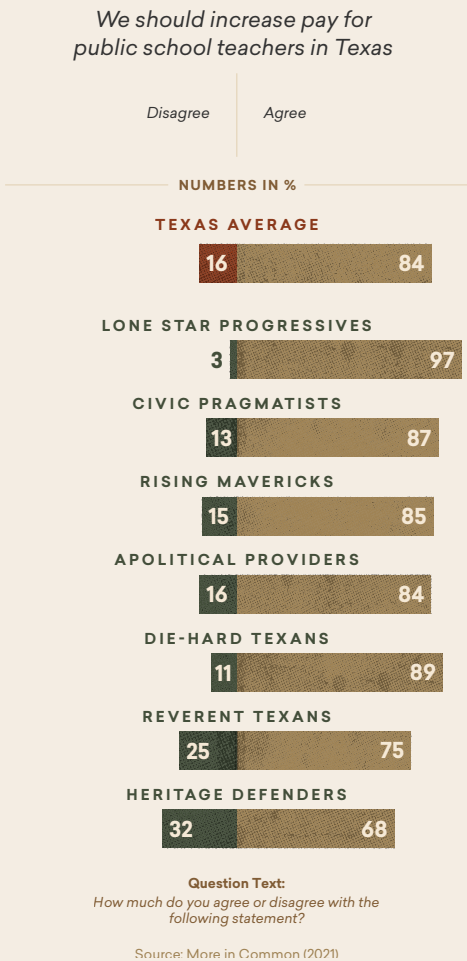 We should increase pay for
public school teachers in Texas
Disagree Agree
NUMBERS IN %
TEXAS AVERAGE
16 84
LONE STAR PROGRESSIVES
3 97
CIVIC PRAGMATISTS
13 87
RISING MAVERICKS
15 85
APOLITICAL PROVIDERS
16 84
DIE-HARD TEXANS
11 89
REVERENT TEXANS
25 75
HERITAGE DEFENDERS
32 68
Question Text:
How much do you agree or disagree with the
following statement?
Source: More in Common (2021)